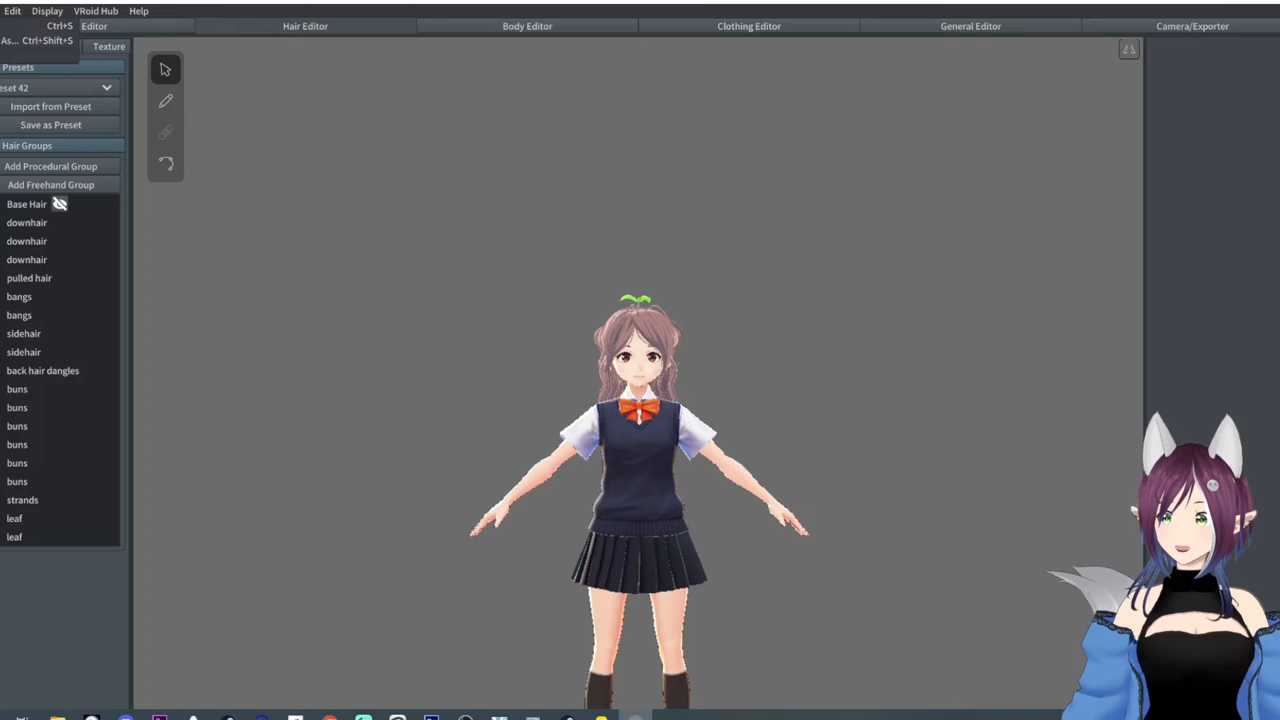 Edit Display VRoid Hub Help
Ctrl+S
As... Ctrl+Shift+S
Editor Hair Editor Body Editor Clothing Editor General Editor Camera/Exporter
Texture
Presets
eset 42
Import from Preset
Save as Preset
Hair Groups
Add Procedural Group
Add Freehand Group
Base Hair
downhair
downhair
downhair
pulled hair
bangs
bangs
sidehair
sidehair
back hair dangles
buns
buns
buns
buns
buns
buns
strands
leaf
leaf